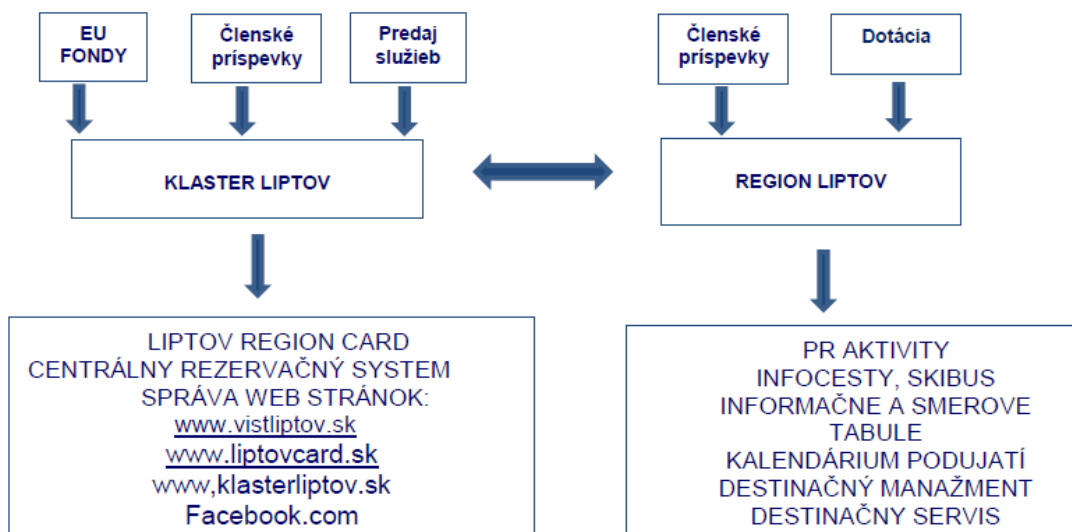 EU
FONDY
Členské
príspevky
Predaj
služieb
Členské
príspevky
Dotácia
KLASTER LIPTOV
REGION LIPTOV
LIPTOV REGION CARD
CENTRÁLNY REZERVAČNÝ SYSTEM
SPRÁVA WEB STRÁNOK:
www.vistliptov.sk
www.liptovcard.sk
www,klasterliptov.sk
Facebook.com
PR AKTIVITY
INFOCESTY, SKIBUS
INFORMAČNE A SMEROVE
TABULE
KALENDÁRIUM PODUJATÍ
DESTINAČNÝ MANAŽMENT
DESTINAČNY SERVIS